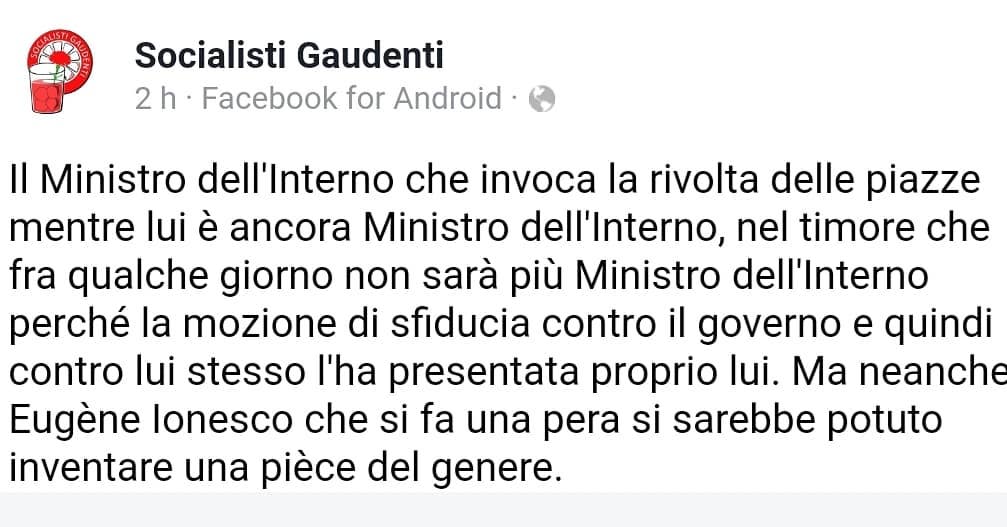 SOCIALISTI GAUDENTI
Socialisti Gaudenti
2 h · Facebook for Android ·
Il Ministro dell'Interno che invoca la rivolta delle piazze
mentre lui è ancora Ministro dell'Interno, nel timore che
fra qualche giorno non sarà più Ministro dell'Interno
perché la mozione di sfiducia contro il governo e quindi
contro lui stesso l'ha presentata proprio lui. Ma neanche
Eugène Ionesco che si fa una pera si sarebbe potuto
inventare una pièce del genere.